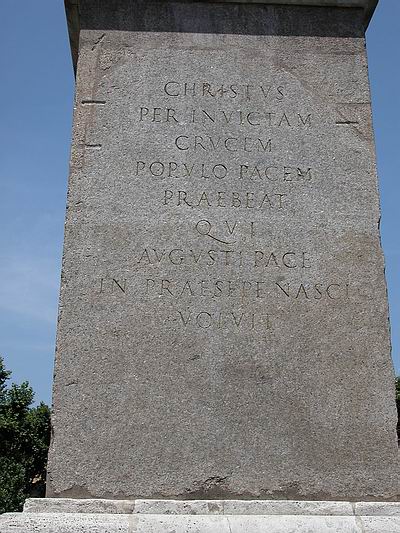 CHRISTVS
PER INVICTAM
CRVCEM
POPVLO PACEM
PRAEBEAT
QVI
AVGVSTI PACE
IN PRAESEPE NASCI
VOLVIT